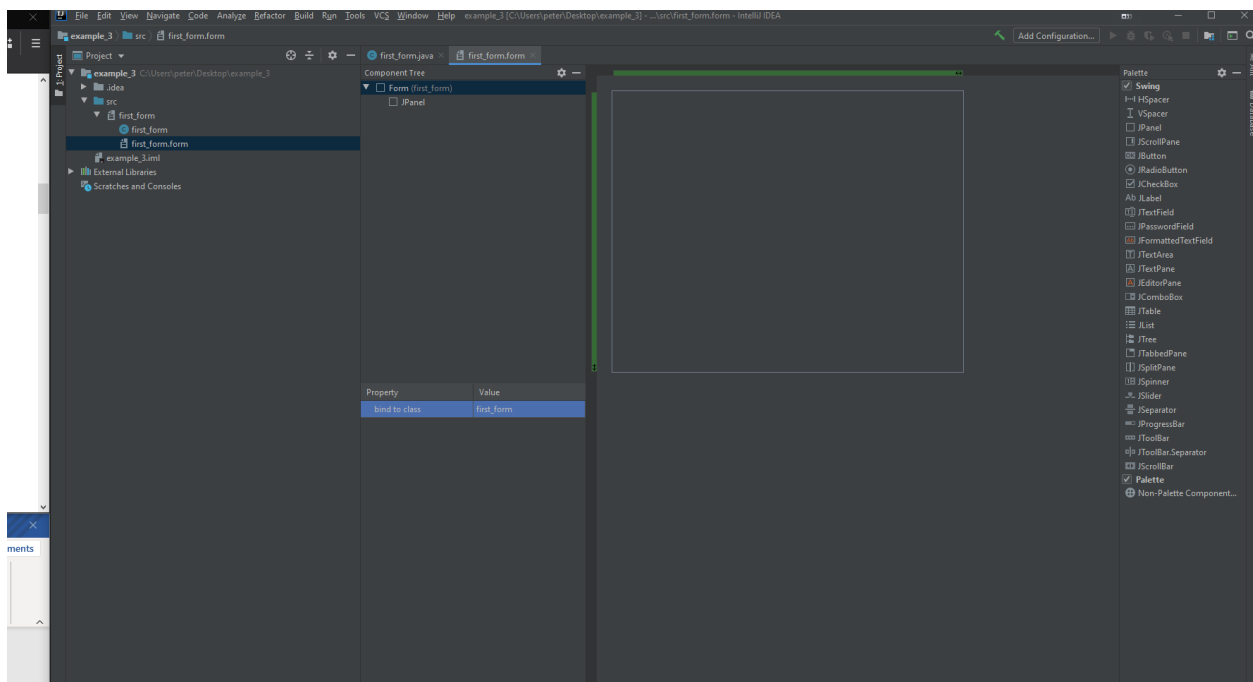 File Edit View Navigate Code Analyze Refactor Build Run Tools VCS Window Help example_3 [C:\Users\peter\Desktop\example_3] - ...\src\first_form.form - IntelliJ IDEA
example_3 src first_form.form
Add Configuration...
1: Project
Project
first_form.java
first_form.form
example_3 C:\Users\peter\Desktop\example_3
.idea
src
first_form
first_form
first_form.form
example_3.iml
External Libraries
Scratches and Consoles
Component Tree
Form (first_form)
JPanel
Property Value
bind to class first_form
Palette
Swing
HSpacer
VSpacer
JPanel
JScrollPane
JButton
JRadioButton
JCheckBox
Ab JLabel
JTextField
JPasswordField
JFormattedTextField
JTextArea
JTextPane
JEditorPane
JComboBox
JTable
JList
JTree
JTabbedPane
JSplitPane
JSpinner
JSlider
JSeparator
JProgressBar
JToolBar
JToolBar.Separator
JScrollBar
Palette
Non-Palette Component...
Database
ments